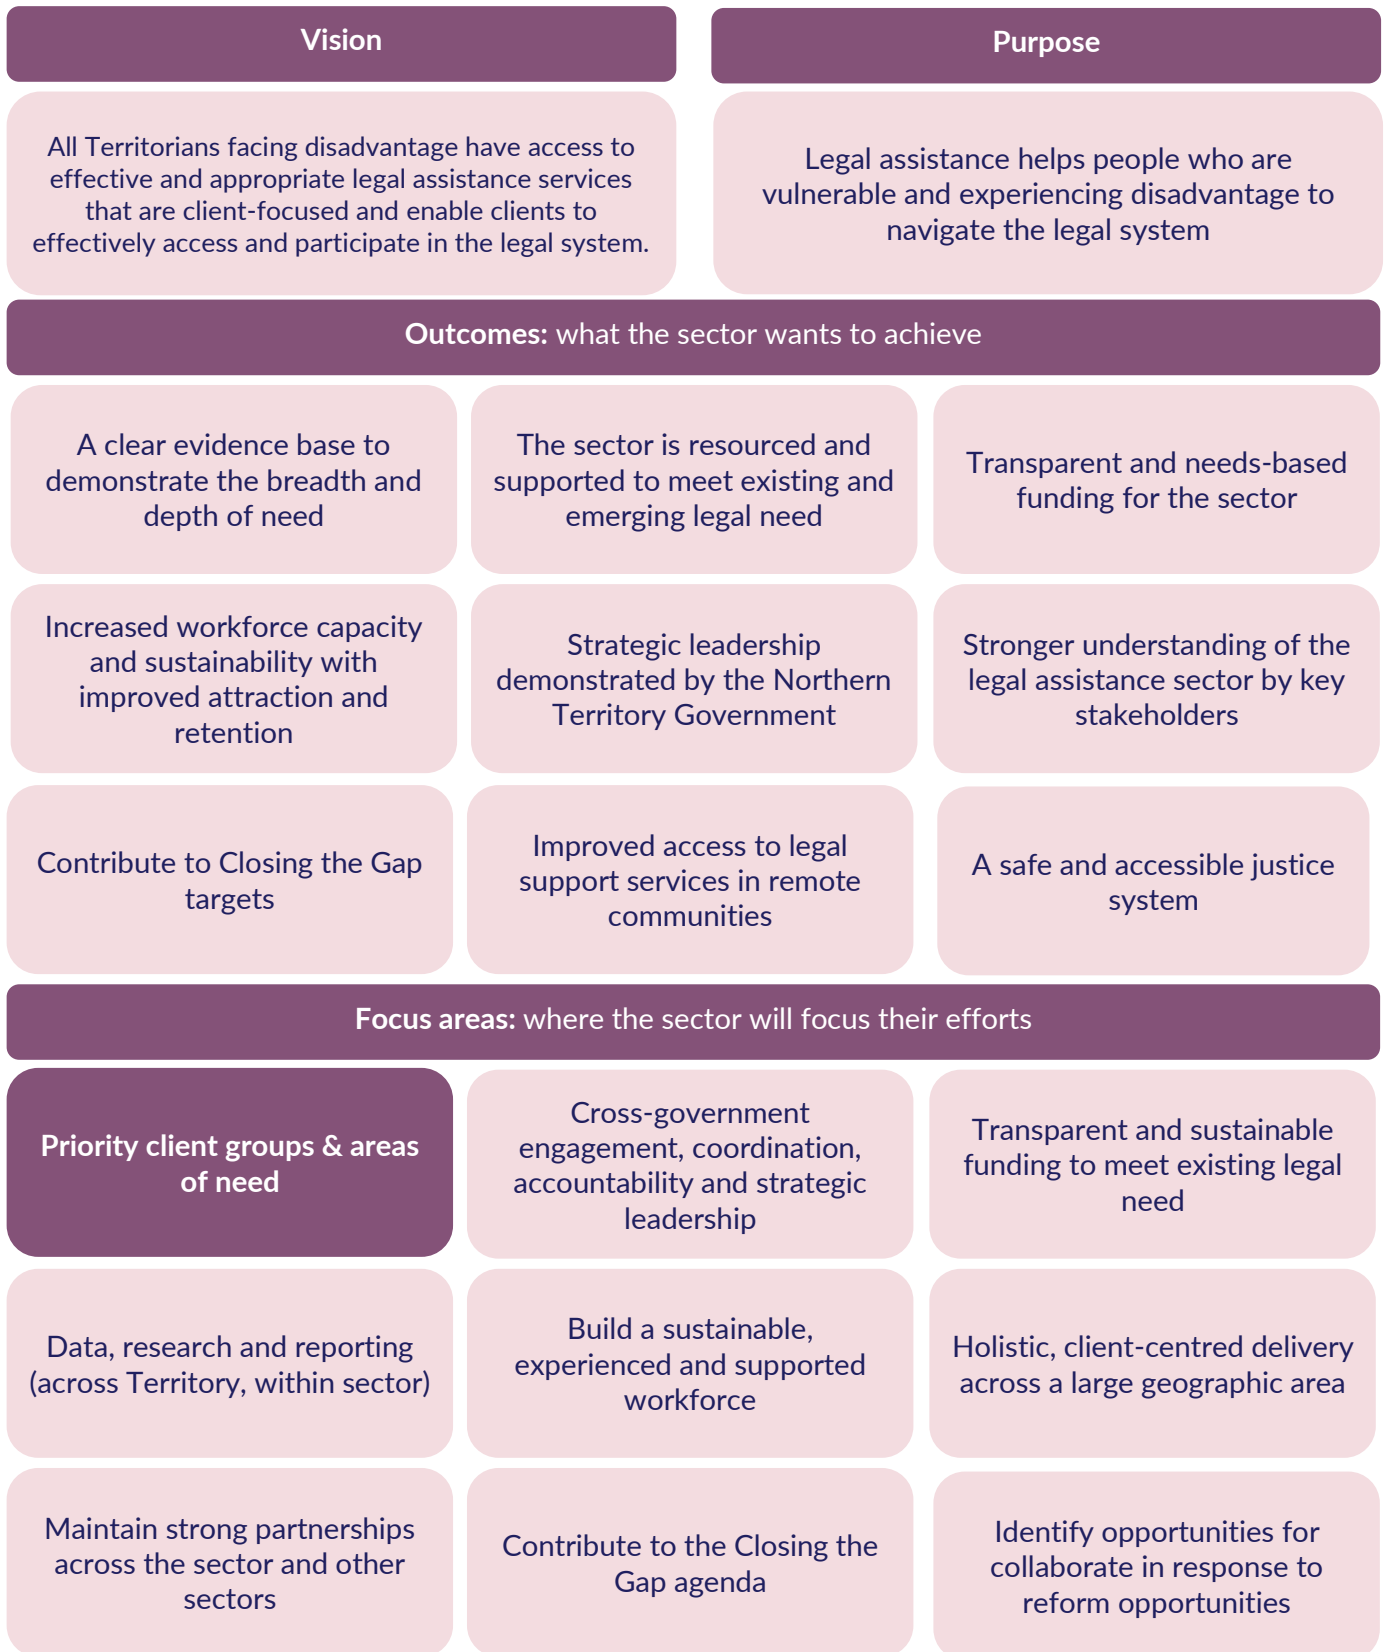 Vision
Purpose
All Territorians facing disadvantage have access to
effective and appropriate legal assistance services
that are client-focused and enable clients to
effectively access and participate in the legal system.
Legal assistance helps people who are
vulnerable and experiencing disadvantage to
navigate the legal system
Outcomes: what the sector wants to achieve
A clear evidence base to
demonstrate the breadth and
depth of need
The sector is resourced and
supported to meet existing and
emerging legal need
Transparent and needs-based
funding for the sector
Increased workforce capacity
and sustainability with
improved attraction and
retention
Strategic leadership
demonstrated by the Northern
Territory Government
Stronger understanding of the
legal assistance sector by key
stakeholders
Contribute to Closing the Gap
targets
Improved access to legal
support services in remote
communities
A safe and accessible justice
system
Focus areas: where the sector will focus their efforts
Priority client groups & areas
of need
Cross-government
engagement, coordination,
accountability and strategic
leadership
Transparent and sustainable
funding to meet existing legal
need
Data, research and reporting
(across Territory, within sector)
Build a sustainable,
experienced and supported
workforce
Holistic, client-centred delivery
across a large geographic area
Maintain strong partnerships
across the sector and other
sectors
Contribute to the Closing the
Gap agenda
Identify opportunities for
collaborate in response to
reform opportunities